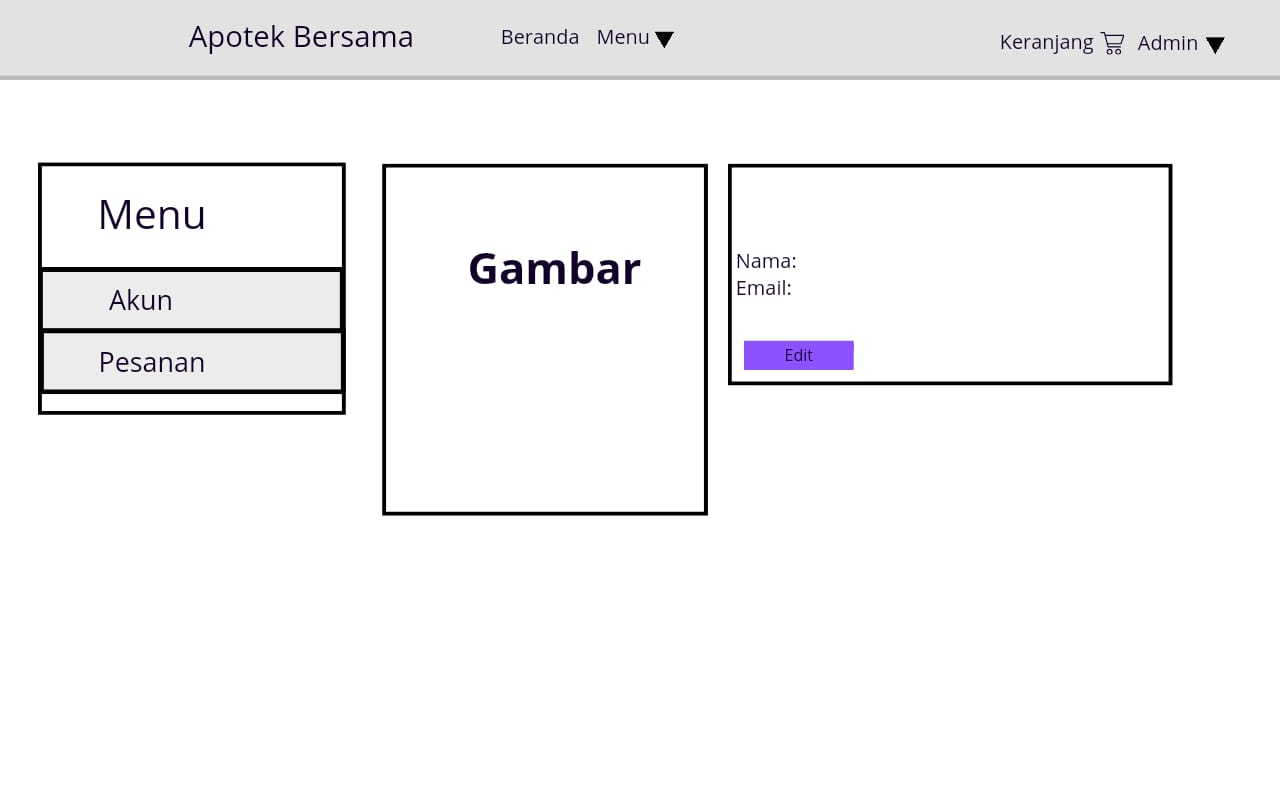 Apotek Bersama
Beranda Menu
Keranjang Admin
Menu
Akun
Pesanan
Gambar
Nama:
Email:
Edit